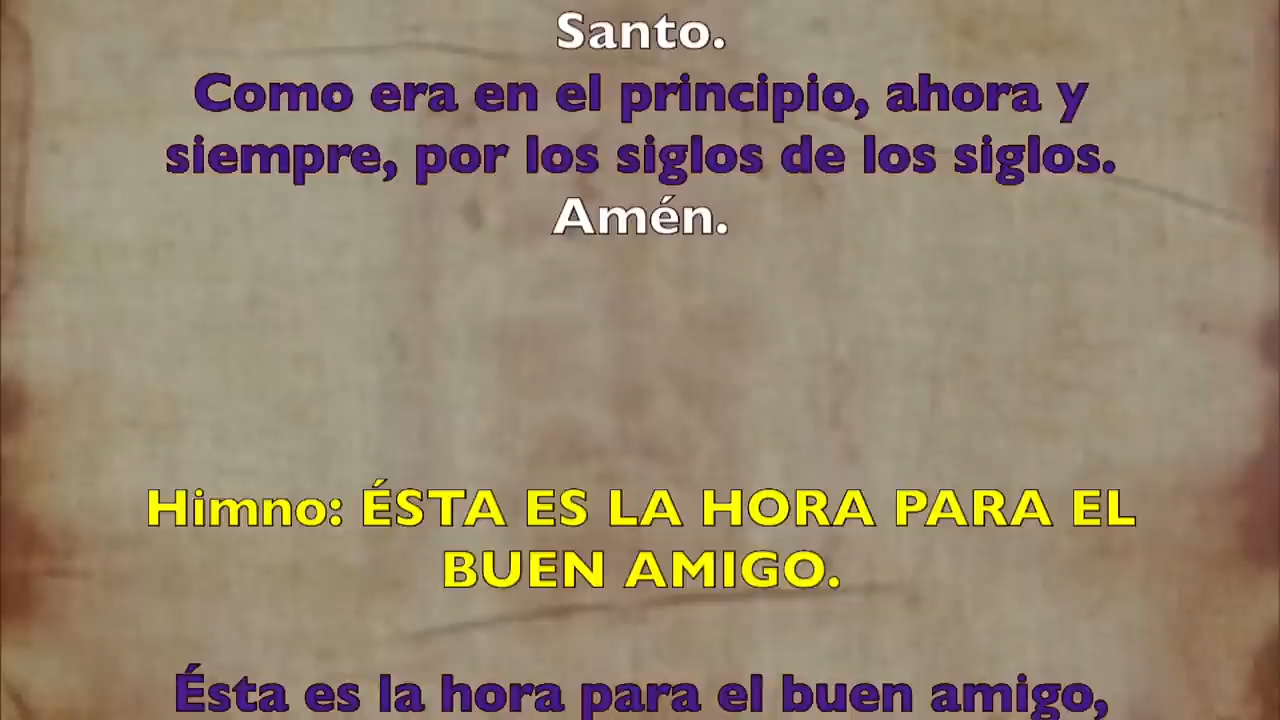 Santo.
Como era en el principio, ahora y
siempre, por los siglos de los siglos.
Amén.
Himno: ÉSTA ES LA HORA PARA EL
BUEN AMIGO.
Ésta es la hora para el buen amigo,